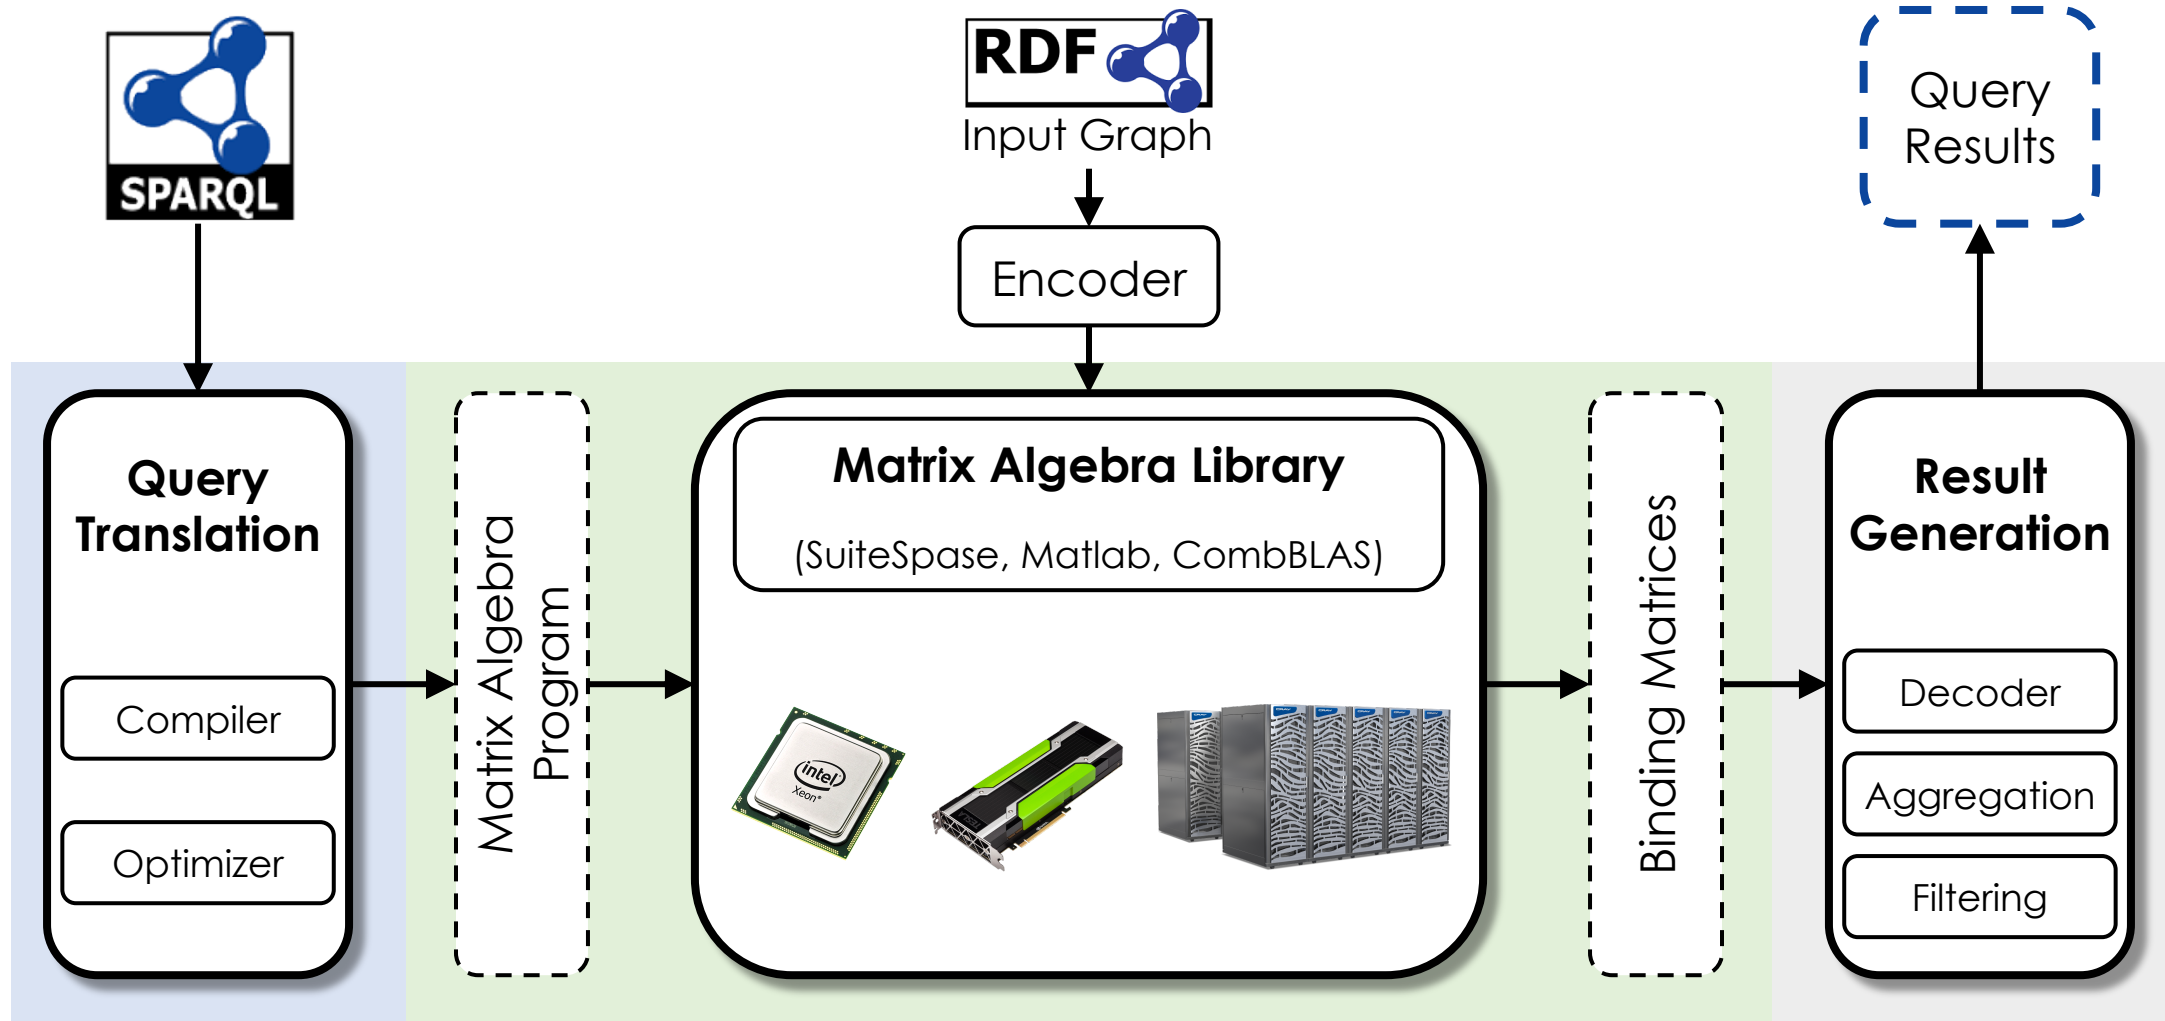 SPARQL
RDF
Input Graph
Encoder
Query
Results
Query
Translation
Compiler
Optimizer
Matrix Algebra
Program
Matrix Algebra Library
(SuiteSpase, Matlab, CombBLAS)
intel
Xeon®
TESLA
Binding Matrices
Result
Generation
Decoder
Aggregation
Filtering